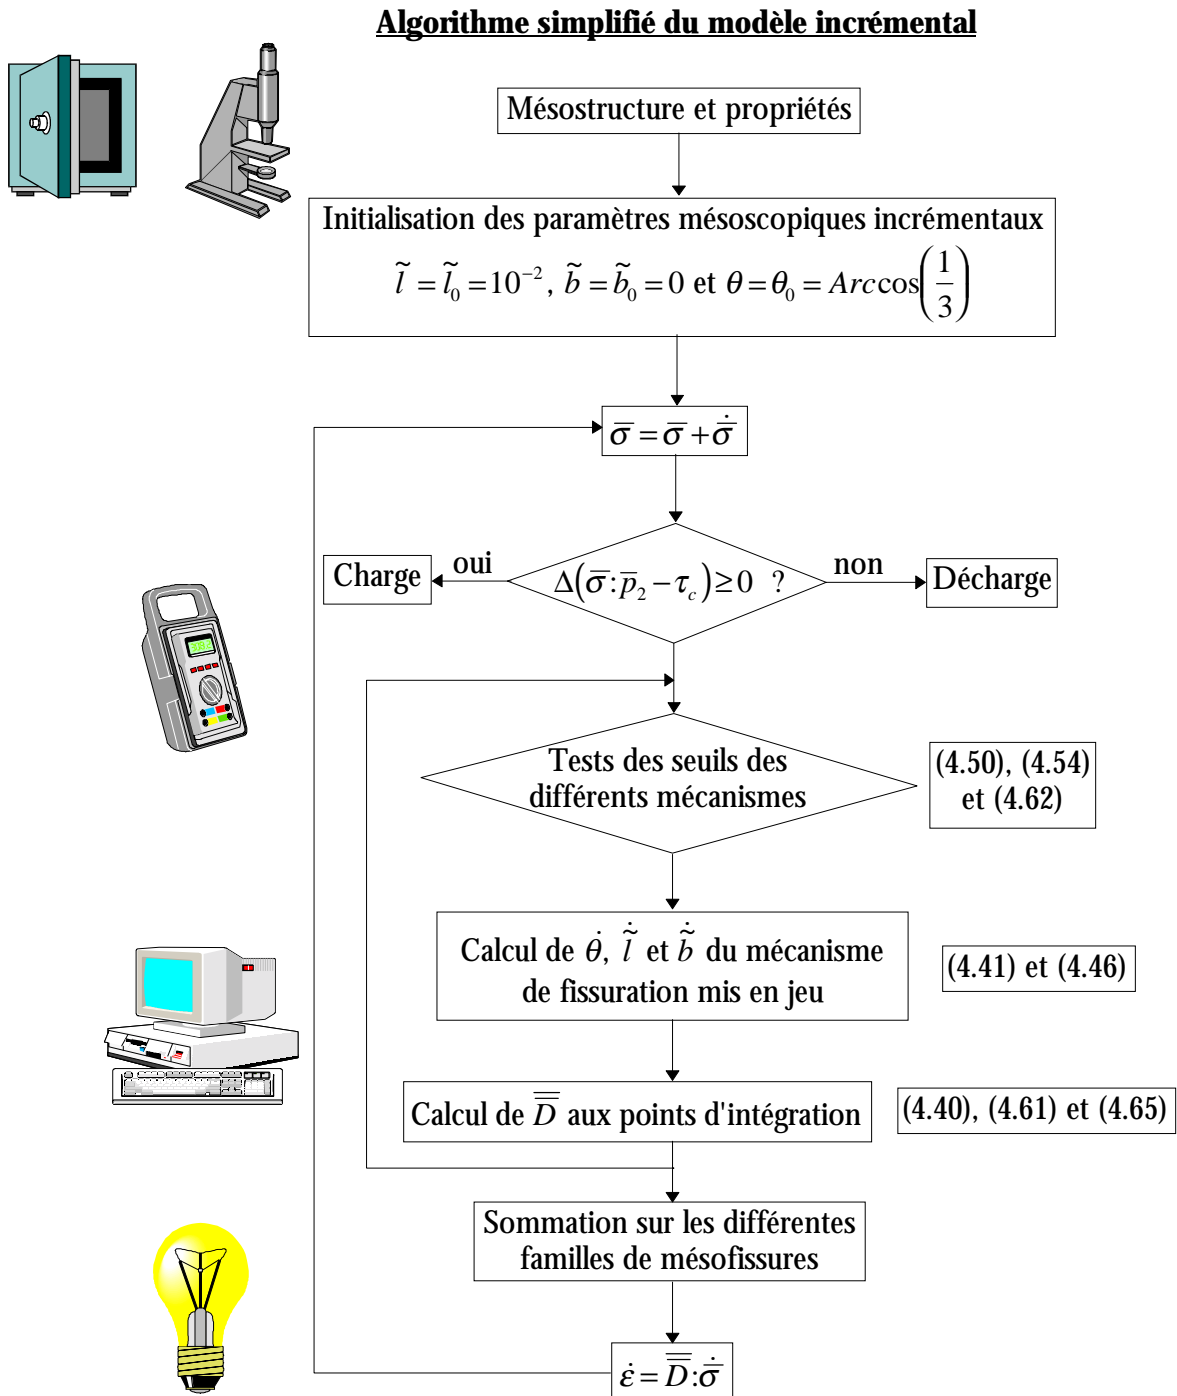 Algorithme simplifié du modèle incrémental
Mésostructure et propriétés
Initialisation des paramètres mésoscopiques incrémentaux
l̃ = l̃₀ = 10⁻², b̃ = b̃₀ = 0 et θ = θ₀ = Arccos(1/3)
σ̿ = σ̿ + σ̿̇
Charge
oui
Δ(σ̿ : p̿₂ − τ_c) ≥ 0 ?
non
Décharge
Tests des seuils des
différents mécanismes
(4.50), (4.54)
et (4.62)
Calcul de θ̇, l̃̇ et b̃̇ du mécanisme
de fissuration mis en jeu
(4.41) et (4.46)
Calcul de D̿̿ aux points d'intégration
(4.40), (4.61) et (4.65)
Sommation sur les différentes
familles de mésofissures
ε̇ = D̿̿ : σ̿̇